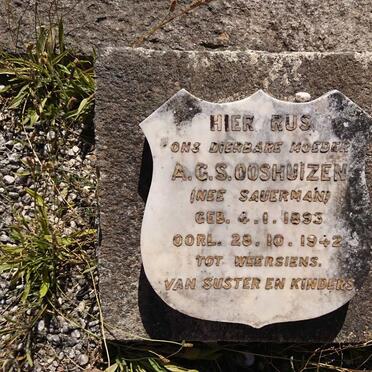 HIER RUS
ONS DIERBARE MOEDER
A.C.S. OOSHUIZEN
(NEE SAUERMAN)
GEB. 4.1.1893
OORL. 28.10.1942
TOT WEERSIENS.
VAN SUSTER EN KINDERS